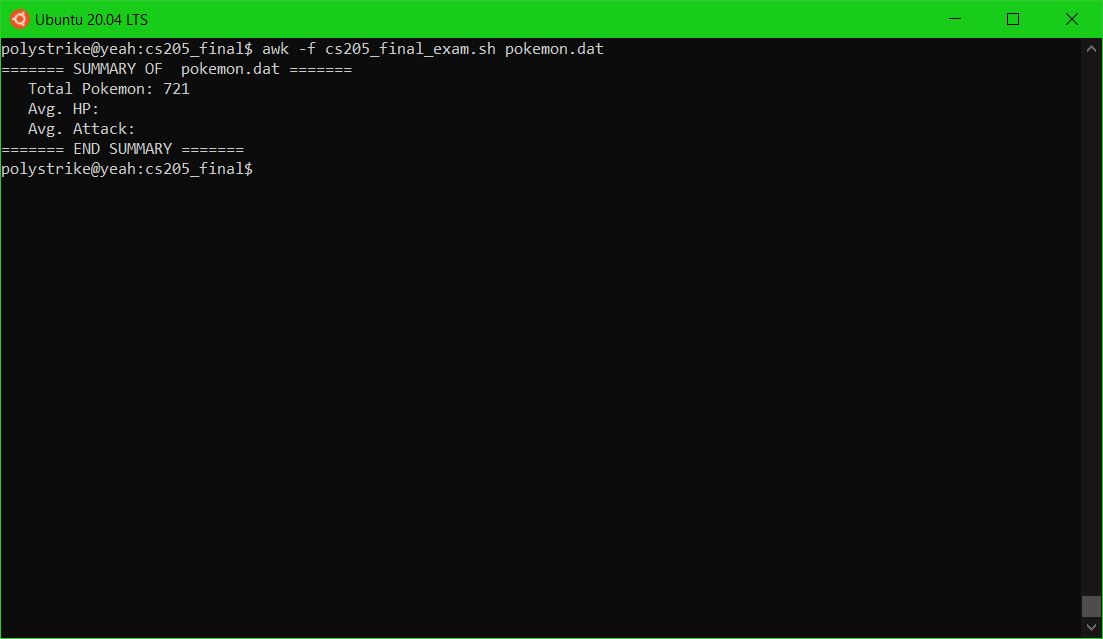 Ubuntu 20.04 LTS
polystrike@yeah:cs205_final$ awk -f cs205_final_exam.sh pokemon.dat
======= SUMMARY OF  pokemon.dat =======
   Total Pokemon: 721
   Avg. HP:
   Avg. Attack:
======= END SUMMARY =======
polystrike@yeah:cs205_final$